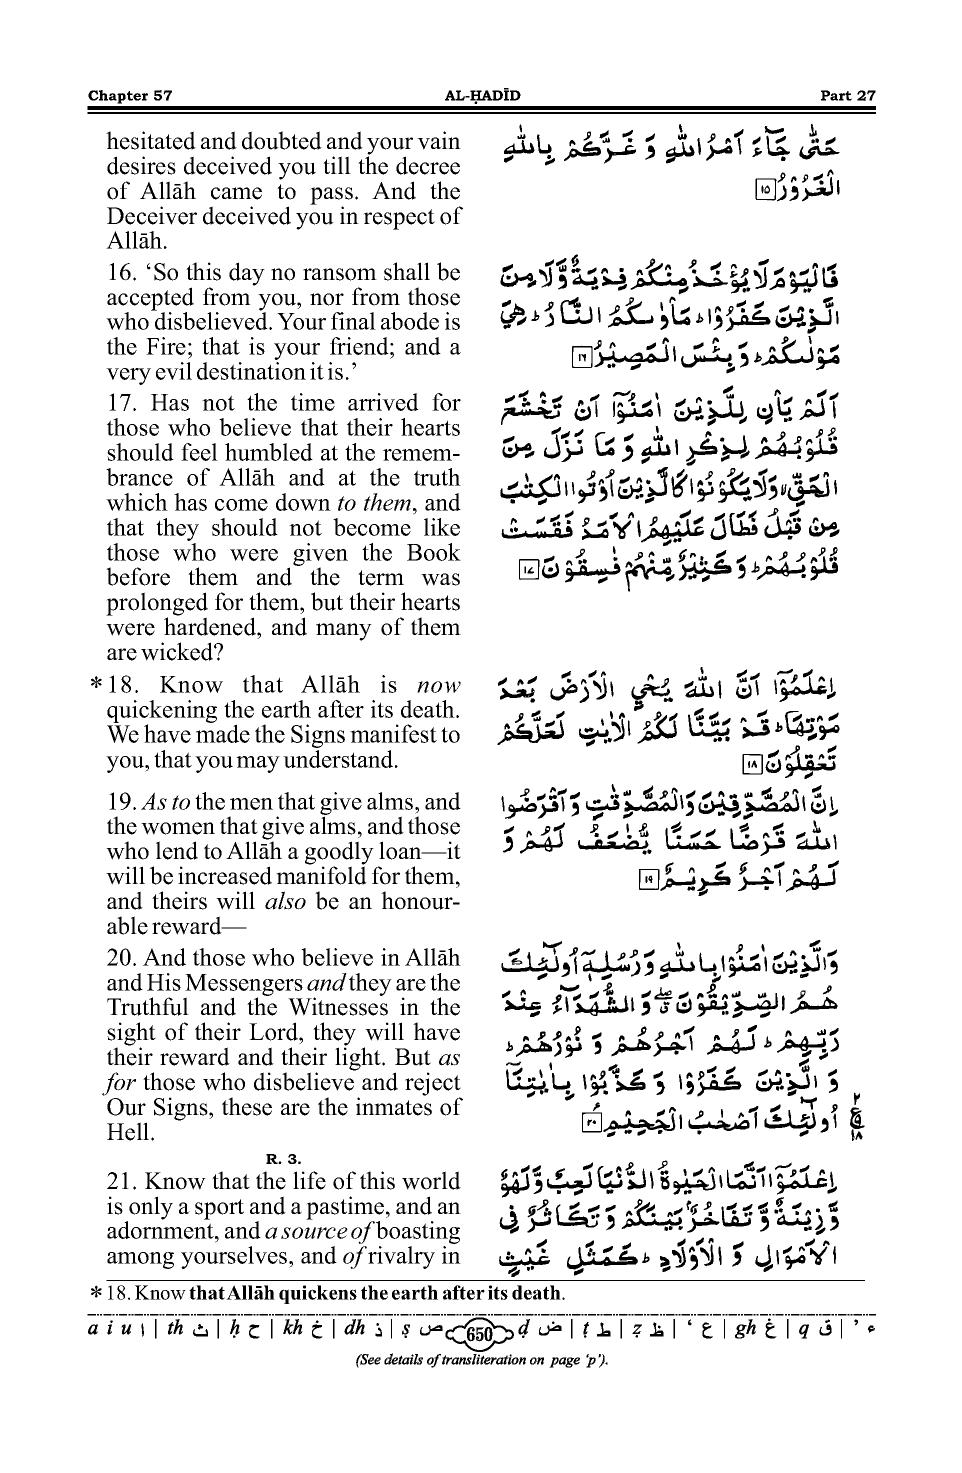 Chapter 57 AL-ḤADĪD Part 27
hesitated and doubted and your vain
desires deceived you till the decree
of Allāh came to pass. And the
Deceiver deceived you in respect of
Allāh.
16. ‘So this day no ransom shall be
accepted from you, nor from those
who disbelieved. Your final abode is
the Fire; that is your friend; and a
very evil destination it is.’
17. Has not the time arrived for
those who believe that their hearts
should feel humbled at the remem-
brance of Allāh and at the truth
which has come down to them, and
that they should not become like
those who were given the Book
before them and the term was
prolonged for them, but their hearts
were hardened, and many of them
are wicked?
*18. Know that Allāh is now
quickening the earth after its death.
We have made the Signs manifest to
you, that you may understand.
19. As to the men that give alms, and
the women that give alms, and those
who lend to Allāh a goodly loan—it
will be increased manifold for them,
and theirs will also be an honour-
able reward—
20. And those who believe in Allāh
and His Messengers and they are the
Truthful and the Witnesses in the
sight of their Lord, they will have
their reward and their light. But as
for those who disbelieve and reject
Our Signs, these are the inmates of
Hell.
R. 3.
21. Know that the life of this world
is only a sport and a pastime, and an
adornment, and a source of boasting
among yourselves, and of rivalry in
حَتّٰى جَآءَ اَمْرُ اللّٰهِ وَ غَرَّكُمْ بِاللّٰهِ
الْغَرُوْرُ ۱۵
فَالْيَوْمَ لَا يُؤْخَذُ مِنْكُمْ فِدْيَةٌ وَّلَا مِنَ
الَّذِيْنَ كَفَرُوْا ؕ مَاْوٰىكُمُ النَّارُ ؕ هِيَ
مَوْلٰىكُمْ ؕ وَ بِئْسَ الْمَصِيْرُ ۱۶
اَلَمْ يَاْنِ لِلَّذِيْنَ اٰمَنُوْۤا اَنْ تَخْشَعَ
قُلُوْبُهُمْ لِذِكْرِ اللّٰهِ وَ مَا نَزَلَ مِنَ
الْحَقِّ ۙ وَلَا يَكُوْنُوْا كَالَّذِيْنَ اُوْتُوا الْكِتٰبَ
مِنْ قَبْلُ فَطَالَ عَلَيْهِمُ الْاَمَدُ فَقَسَتْ
قُلُوْبُهُمْ ؕ وَ كَثِيْرٌ مِّنْهُمْ فٰسِقُوْنَ ۱۷
اِعْلَمُوْۤا اَنَّ اللّٰهَ يُحْيِ الْاَرْضَ بَعْدَ
مَوْتِهَا ؕ قَدْ بَيَّنَّا لَكُمُ الْاٰيٰتِ لَعَلَّكُمْ
تَعْقِلُوْنَ ۱۸
اِنَّ الْمُصَّدِّقِيْنَ وَالْمُصَّدِّقٰتِ وَ اَقْرَضُوا
اللّٰهَ قَرْضًا حَسَنًا يُّضٰعَفُ لَهُمْ وَ
لَهُمْ اَجْرٌ كَرِيْمٌ ۱۹
وَالَّذِيْنَ اٰمَنُوْا بِاللّٰهِ وَ رُسُلِهٖۤ اُولٰٓئِكَ
هُمُ الصِّدِّيْقُوْنَ ۖ وَ الشُّهَدَآءُ عِنْدَ
رَبِّهِمْ ؕ لَهُمْ اَجْرُهُمْ وَ نُوْرُهُمْ ؕ
وَ الَّذِيْنَ كَفَرُوْا وَ كَذَّبُوْا بِاٰيٰتِنَاۤ
اُولٰٓئِكَ اَصْحٰبُ الْجَحِيْمِ ۲۰
۲
ع
۱۸
اِعْلَمُوْۤا اَنَّمَا الْحَيٰوةُ الدُّنْيَا لَعِبٌ وَّلَهْوٌ
وَّ زِيْنَةٌ وَّ تَفَاخُرٌۢ بَيْنَكُمْ وَ تَكَاثُرٌ فِي
الْاَمْوَالِ وَ الْاَوْلَادِ ؕ كَمَثَلِ غَيْثٍ
*18. Know that Allāh quickens the earth after its death.
a i u ا | th ث | ḥ ح | kh خ | dh ذ | ṣ ص 650 ḍ ض | ṭ ط | ẓ ظ | ‘ ع | gh غ | q ق | ’ ء
(See details of transliteration on page ‘p’).